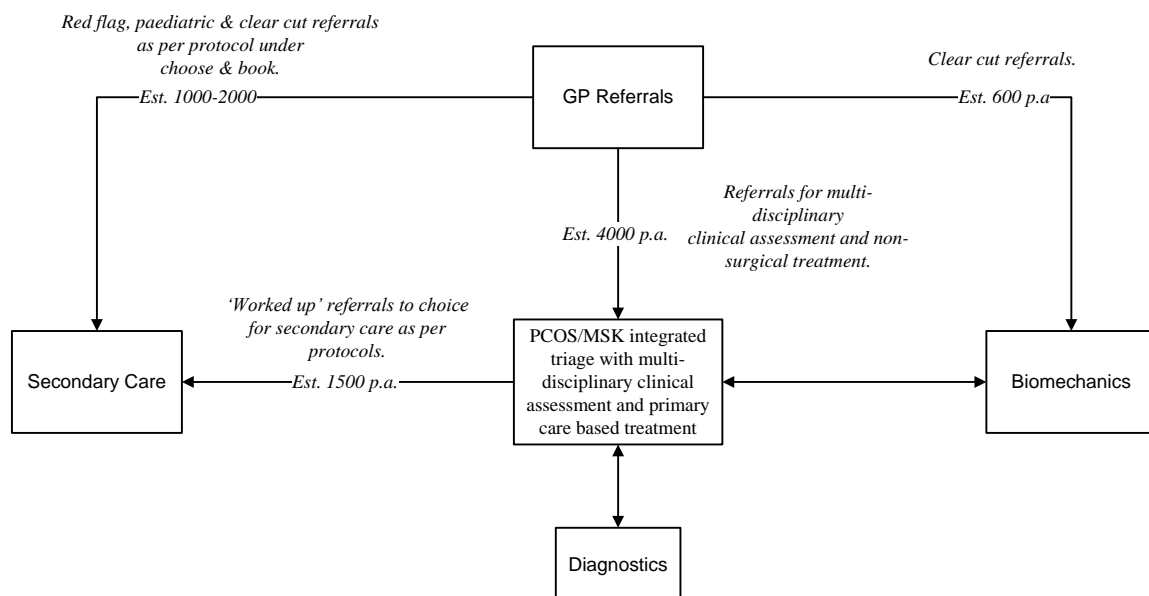 Red flag, paediatric & clear cut referrals
as per protocol under
choose & book.
Est. 1000-2000
GP Referrals
Clear cut referrals.
Est. 600 p.a
Referrals for multi-
disciplinary
clinical assessment and non-
surgical treatment.
Est. 4000 p.a.
‘Worked up’ referrals to choice
for secondary care as per
protocols.
Est. 1500 p.a.
Secondary Care
PCOS/MSK integrated
triage with multi-
disciplinary clinical
assessment and primary
care based treatment
Biomechanics
Diagnostics